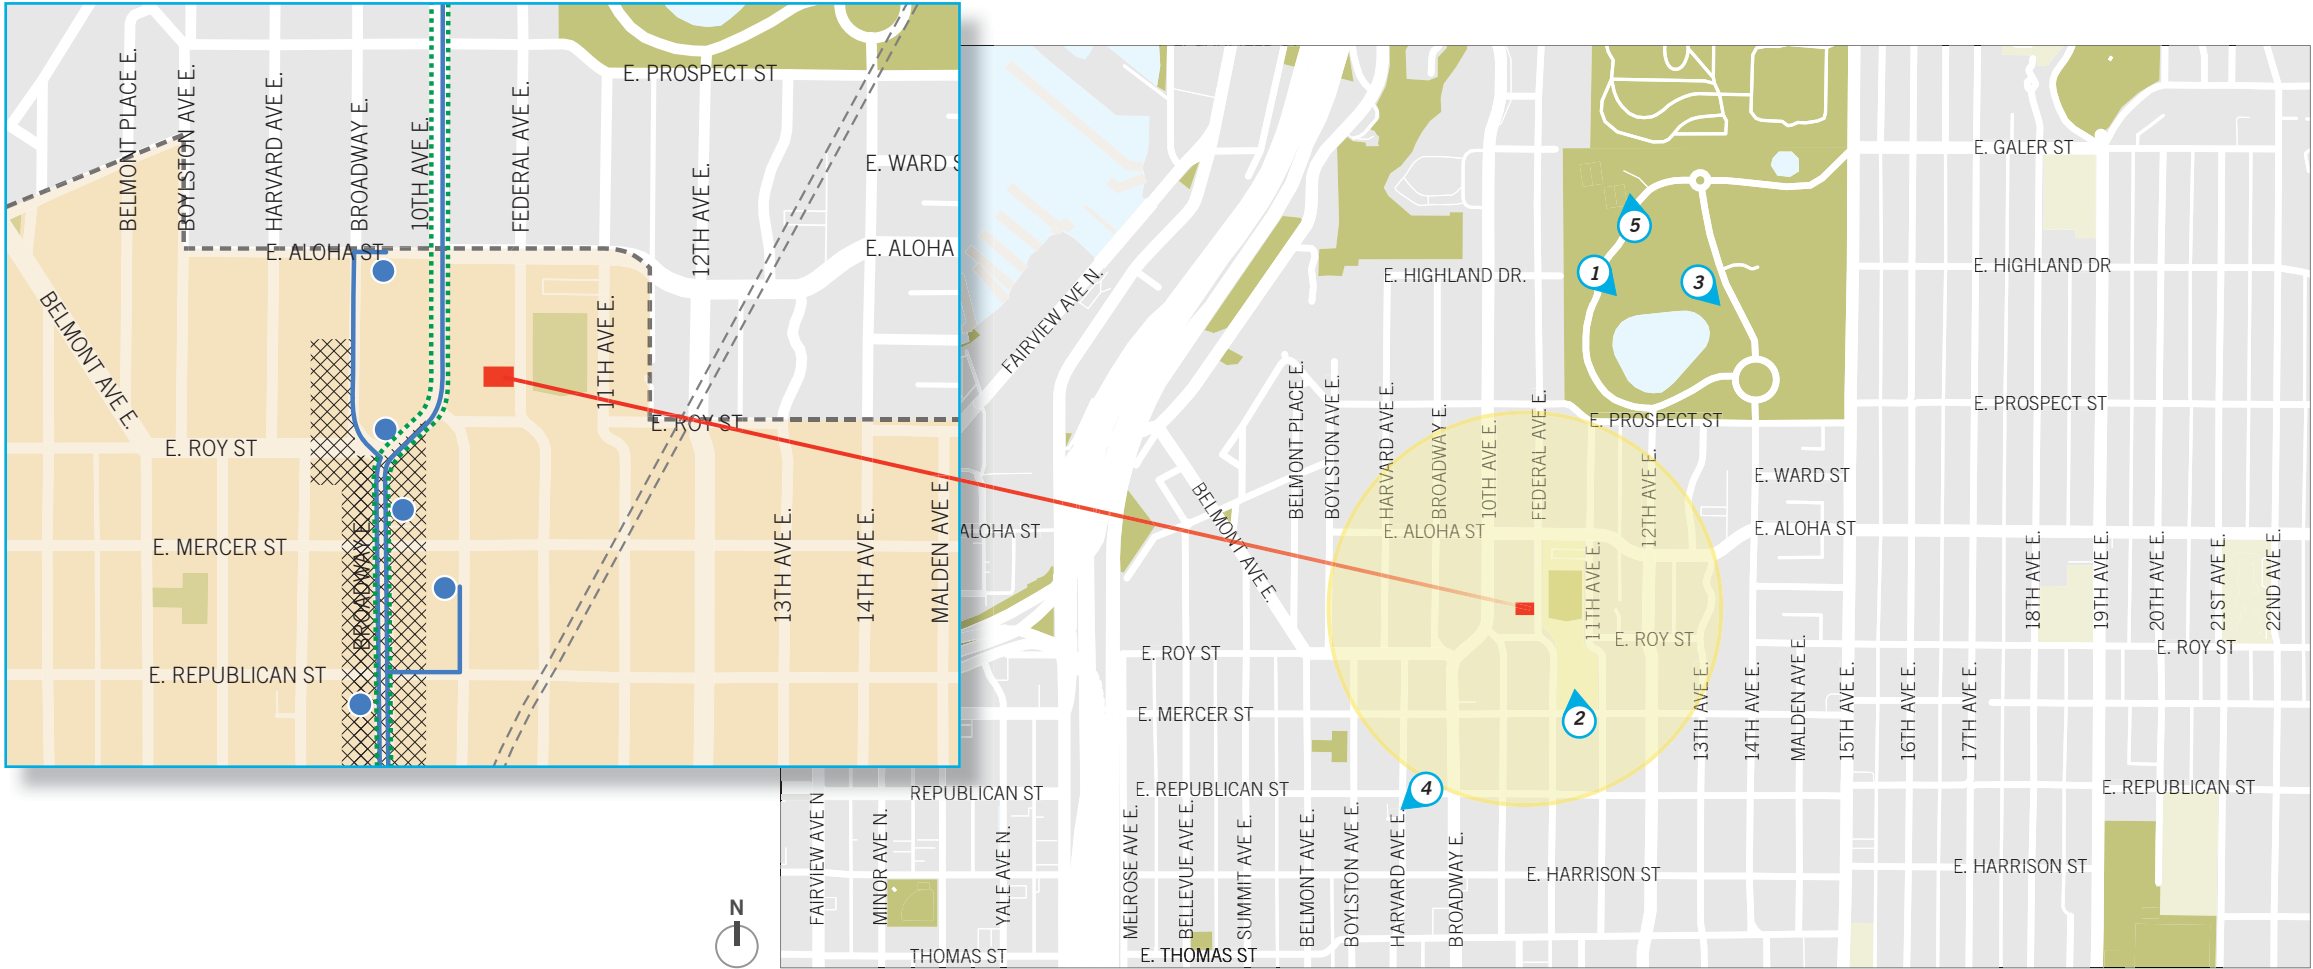 E. PROSPECT ST
BELMONT PLACE E.
BOYLSTON AVE E.
HARVARD AVE E.
BROADWAY E.
10TH AVE E.
FEDERAL AVE E.
12TH AVE E.
E. WARD S
E. ALOHA ST
E. ALOHA
BELMONT AVE E.
11TH AVE E.
E. ROY ST
E. ROY ST
E. MERCER ST
BROADWAY E.
13TH AVE E.
14TH AVE E.
MALDEN AVE E
E. REPUBLICAN ST
E. GALER ST
5
1
3
E. HIGHLAND DR.
E. HIGHLAND DR
FAIRVIEW AVE N.
BELMONT PLACE E.
BOYLSTON AVE E.
HARVARD AVE E.
BROADWAY E.
10TH AVE E.
FEDERAL AVE E.
E. PROSPECT ST
E. PROSPECT ST
12TH AVE E.
E. WARD ST
ALOHA ST
BELMONT AVE E.
E. ALOHA ST
E. ALOHA ST
11TH AVE E.
18TH AVE E.
19TH AVE E.
20TH AVE E.
21ST AVE E.
22ND AVE E.
E. ROY ST
E. ROY ST
E. ROY ST
13TH AVE E.
14TH AVE E.
MALDEN AVE E.
15TH AVE E.
16TH AVE E.
17TH AVE E.
E. MERCER ST
2
4
REPUBLICAN ST
E. REPUBLICAN ST
E. REPUBLICAN ST
FAIRVIEW AVE N
MINOR AVE N.
YALE AVE N.
MELROSE AVE E.
BELLEVUE AVE E.
SUMMIT AVE E.
BELMONT AVE E.
BOYLSTON AVE E.
HARVARD AVE E.
BROADWAY E.
E. HARRISON ST
E. HARRISON ST
N
THOMAS ST
E. THOMAS ST